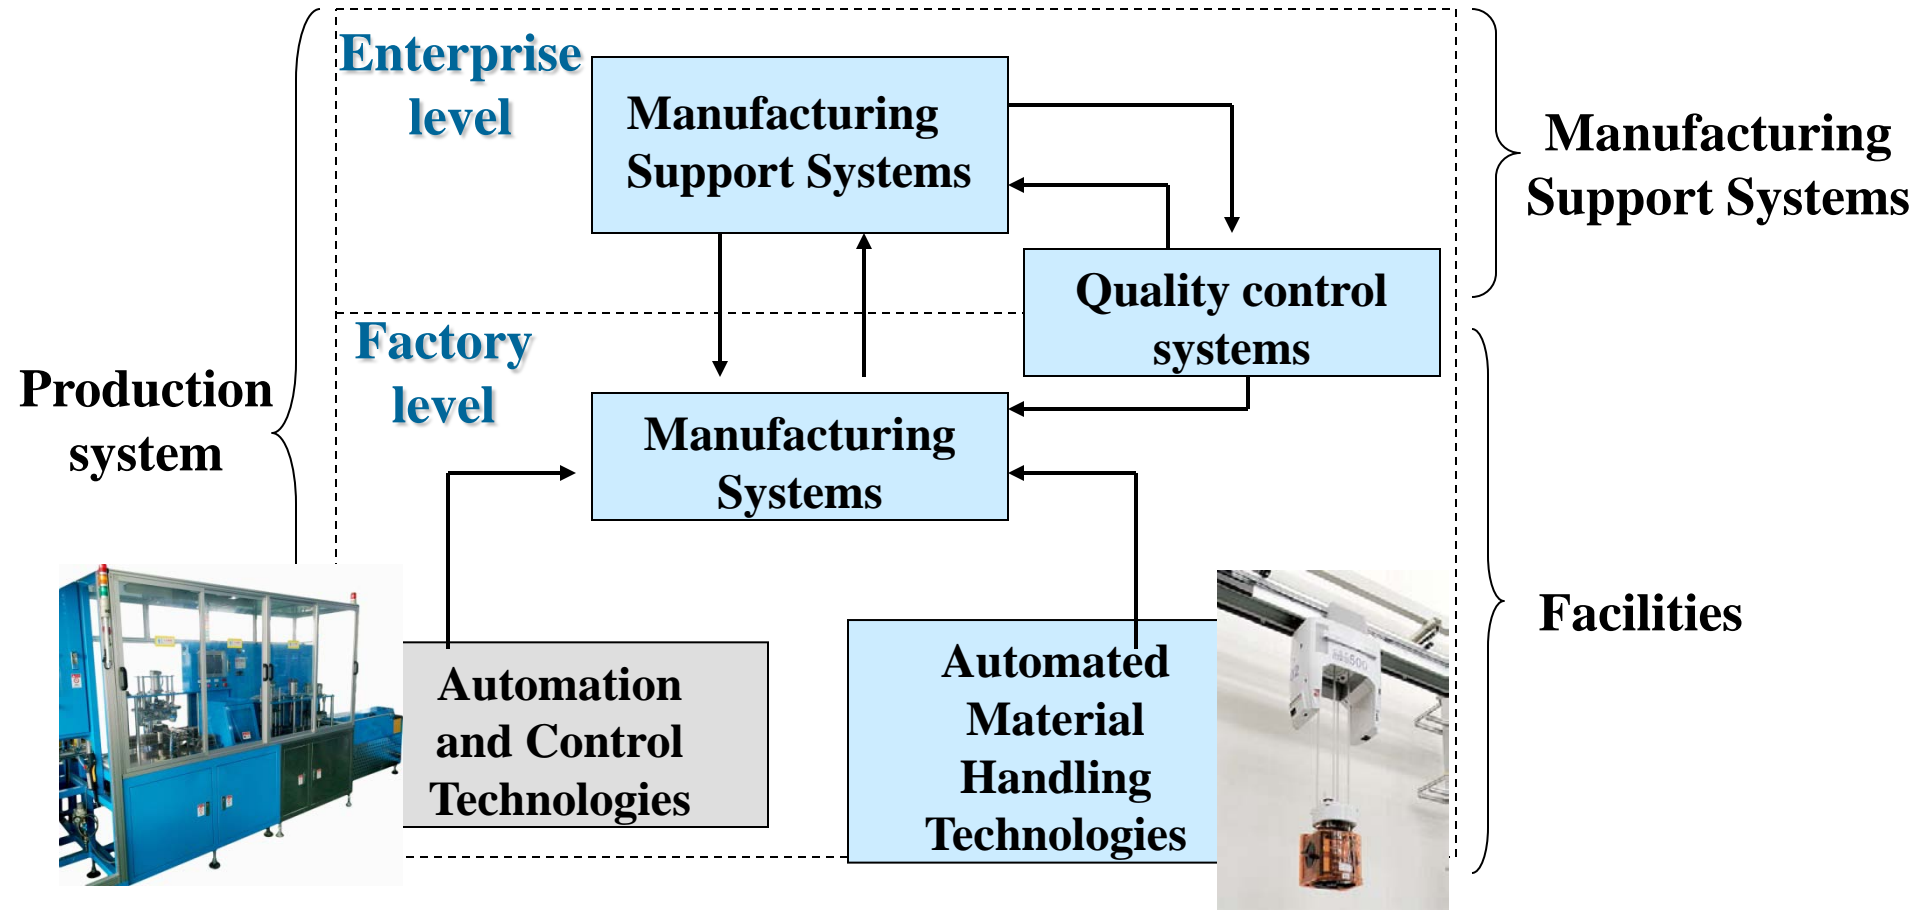 Enterprise
level
Manufacturing
Support Systems
Manufacturing
Support Systems
Quality control
systems
Factory
level
Production
system
Manufacturing
Systems
Facilities
Automation
and Control
Technologies
Automated
Material
Handling
Technologies